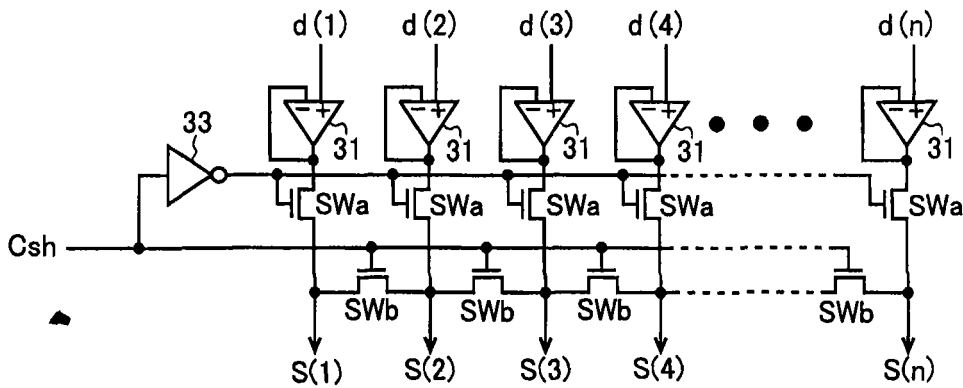 d(1) d(2) d(3) d(4) d(n)
33
31 31 31 31 31
SWa SWa SWa SWa SWa
Csh
SWb SWb SWb SWb
S(1) S(2) S(3) S(4) S(n)